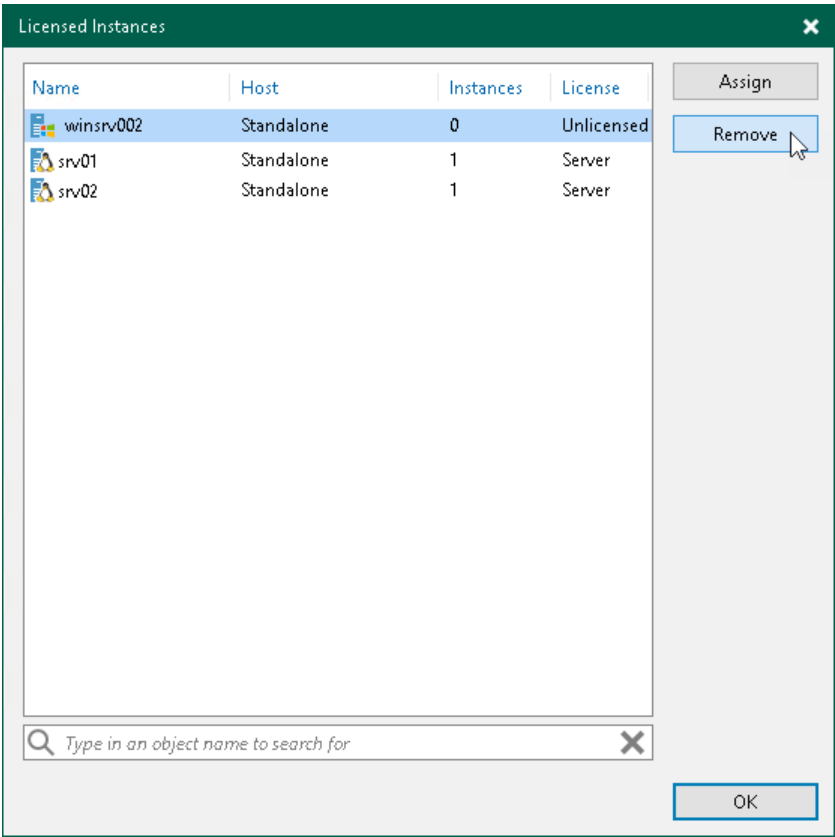 Licensed Instances
Name Host Instances License
winsrv002 Standalone 0 Unlicensed
srv01 Standalone 1 Server
srv02 Standalone 1 Server
Assign
Remove
Type in an object name to search for
OK